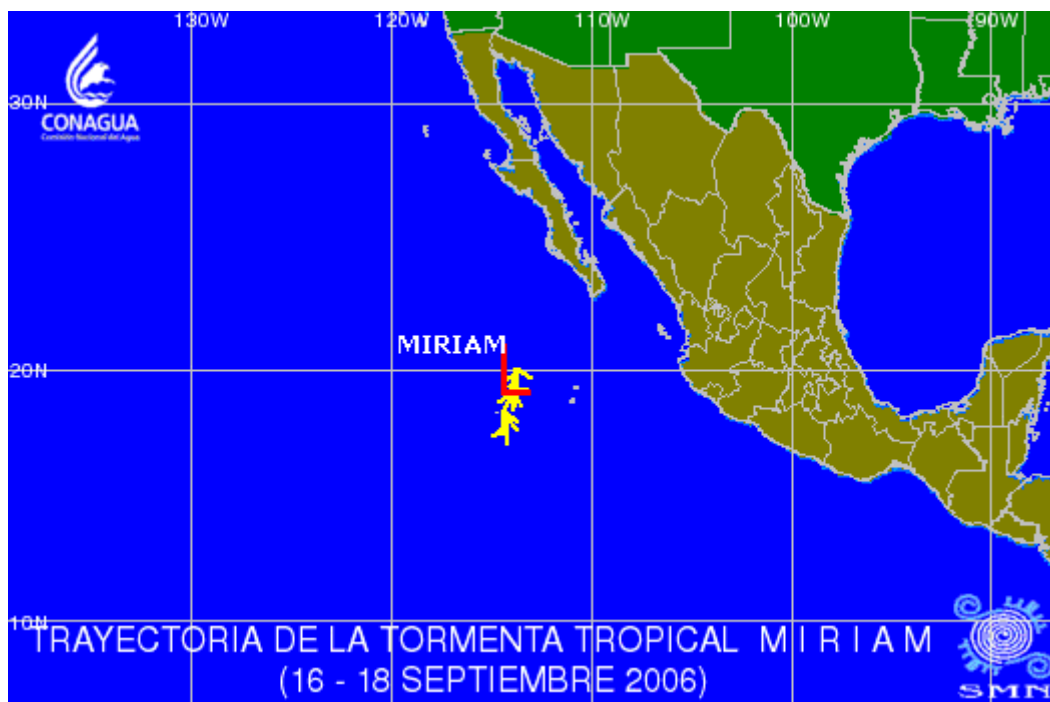 130W 120W 110W 100W 90W
CONAGUA
Comisión Nacional del Agua
30N
MIRIAM
20N
10N
TRAYECTORIA DE LA TORMENTA TROPICAL M I R I A M
(16 - 18 SEPTIEMBRE 2006)
SMN